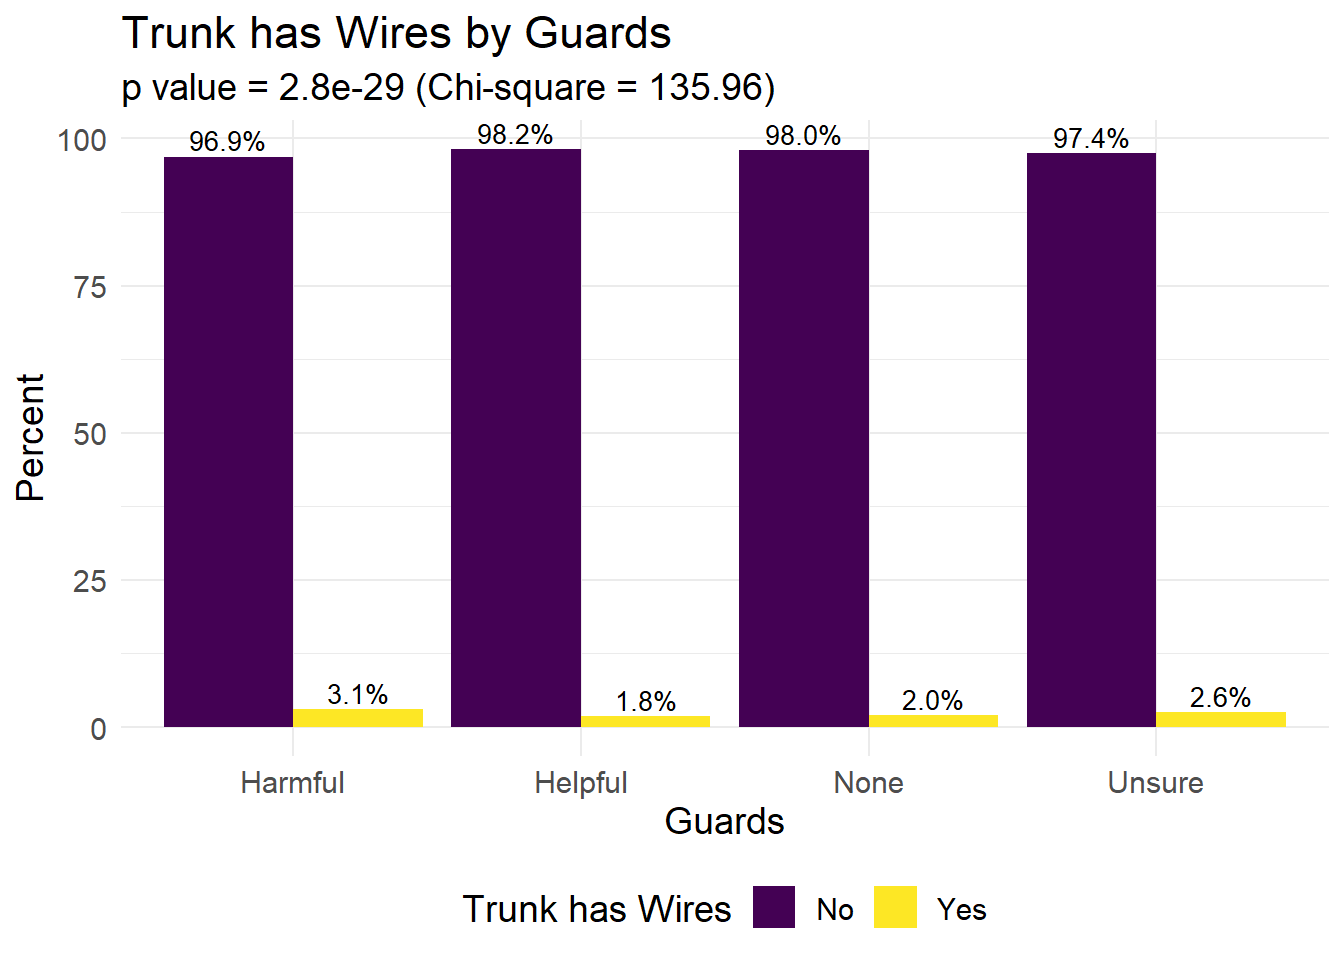 Trunk has Wires by Guards
p value = 2.8e-29 (Chi-square = 135.96)
100
75
50
25
0
Percent
96.9%
3.1%
98.2%
1.8%
98.0%
2.0%
97.4%
2.6%
Harmful
Helpful
None
Unsure
Guards
Trunk has Wires
No
Yes